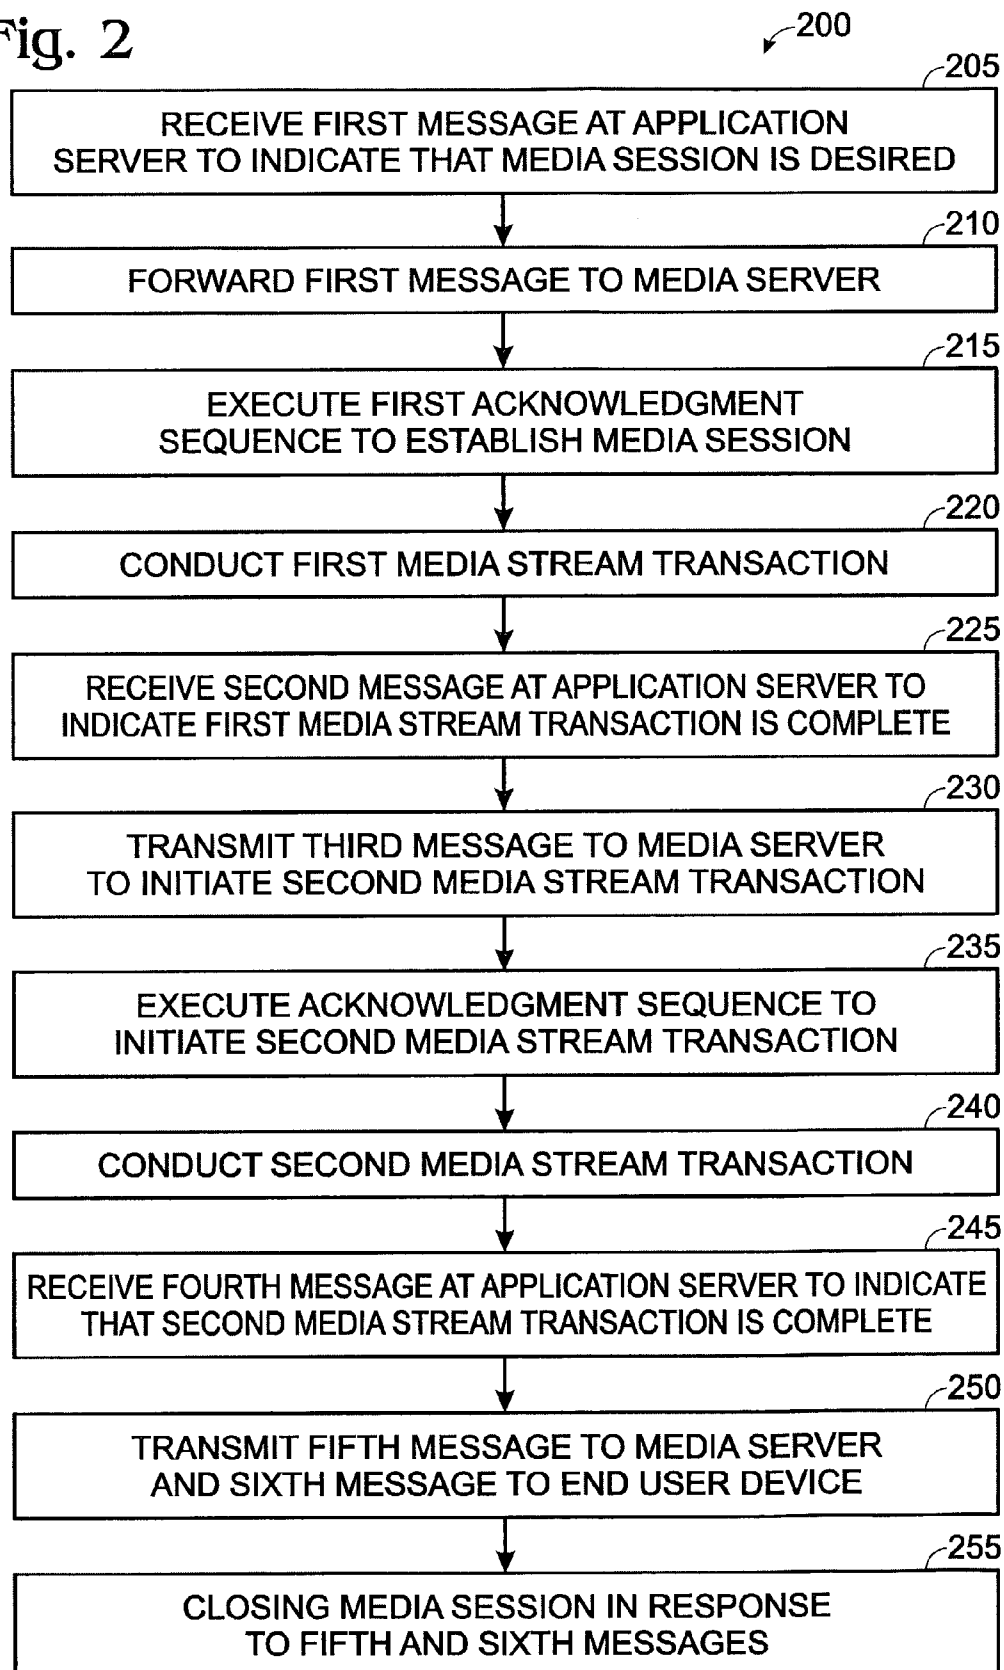 Fig. 2
200
205
RECEIVE FIRST MESSAGE AT APPLICATION
SERVER TO INDICATE THAT MEDIA SESSION IS DESIRED
210
FORWARD FIRST MESSAGE TO MEDIA SERVER
215
EXECUTE FIRST ACKNOWLEDGMENT
SEQUENCE TO ESTABLISH MEDIA SESSION
220
CONDUCT FIRST MEDIA STREAM TRANSACTION
225
RECEIVE SECOND MESSAGE AT APPLICATION SERVER TO
INDICATE FIRST MEDIA STREAM TRANSACTION IS COMPLETE
230
TRANSMIT THIRD MESSAGE TO MEDIA SERVER
TO INITIATE SECOND MEDIA STREAM TRANSACTION
235
EXECUTE ACKNOWLEDGMENT SEQUENCE TO
INITIATE SECOND MEDIA STREAM TRANSACTION
240
CONDUCT SECOND MEDIA STREAM TRANSACTION
245
RECEIVE FOURTH MESSAGE AT APPLICATION SERVER TO INDICATE
THAT SECOND MEDIA STREAM TRANSACTION IS COMPLETE
250
TRANSMIT FIFTH MESSAGE TO MEDIA SERVER
AND SIXTH MESSAGE TO END USER DEVICE
255
CLOSING MEDIA SESSION IN RESPONSE
TO FIFTH AND SIXTH MESSAGES